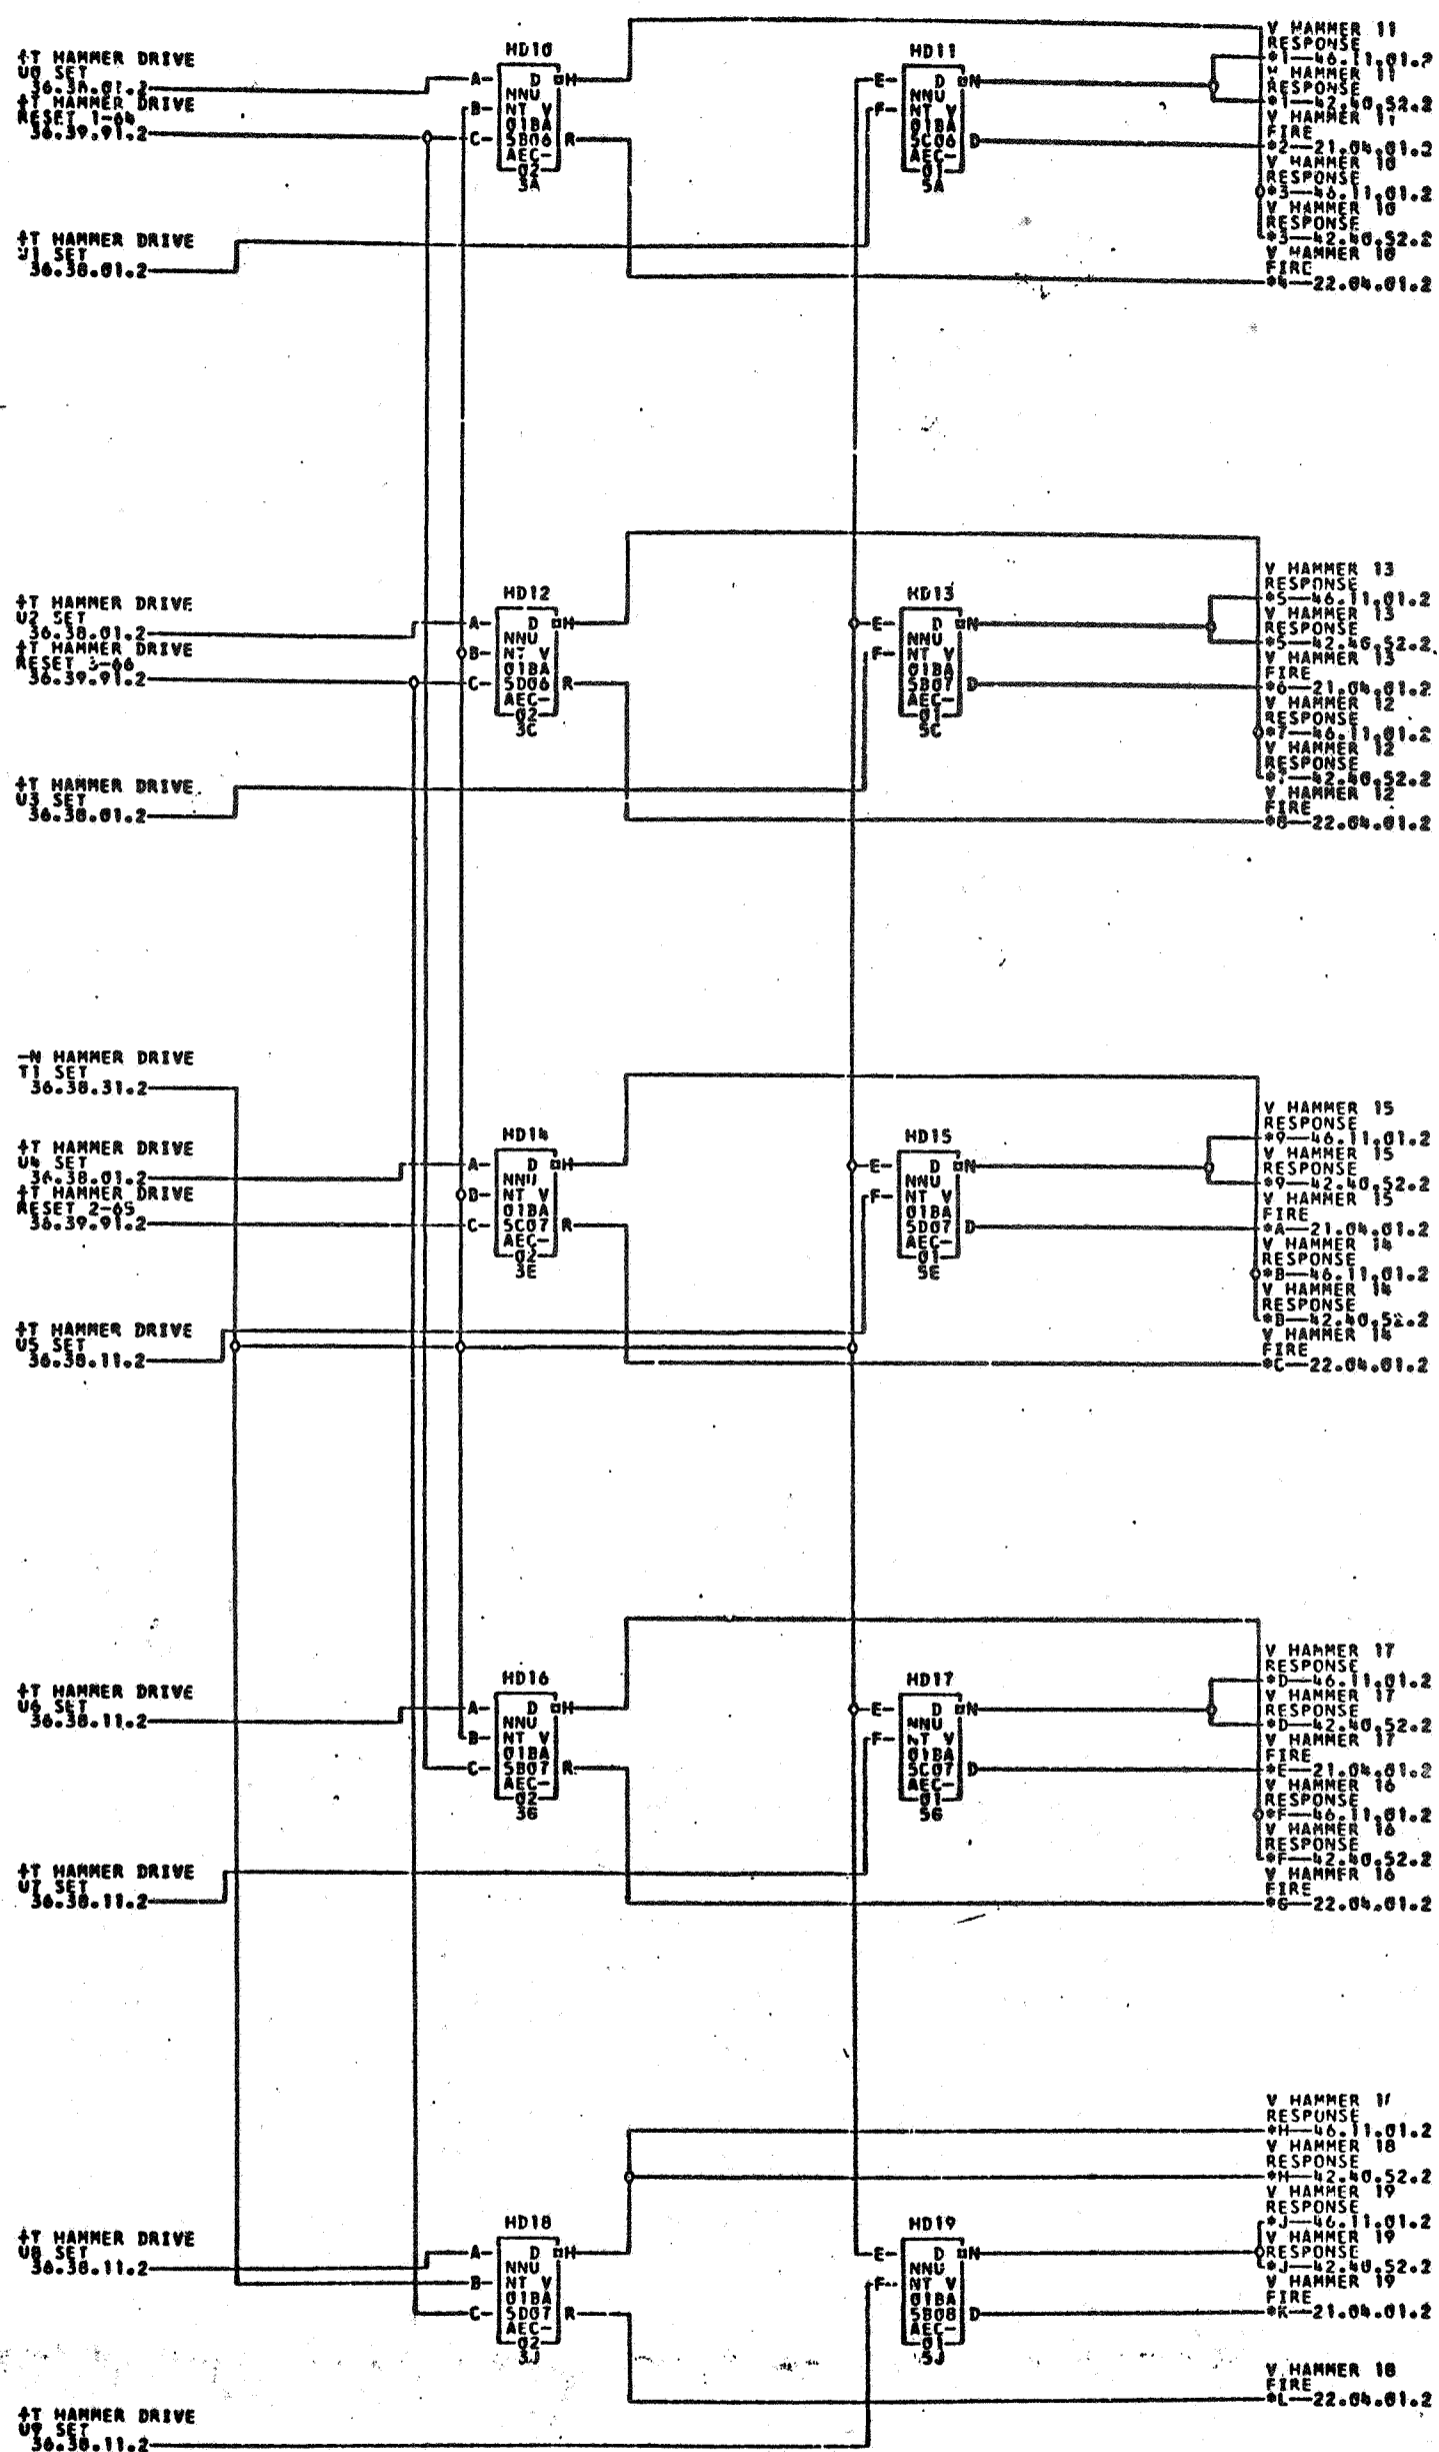 +T HAMMER DRIVE
U0 SET
36.38.01.2
+T HAMMER DRIVE
RESET 1-64
36.39.91.2
+T HAMMER DRIVE
U1 SET
36.38.01.2
HD10
A D H
NNU
B NT V
01BA
C 5B06 R
AEC-
02
3A
HD11
E D N
NNU
F NT V
01BA
5C06 D
AEC-
01
5A
V HAMMER 11
RESPONSE
*1—46.11.01.2
V HAMMER 11
RESPONSE
*1—42.40.52.2
V HAMMER 11
FIRE
*2—21.04.01.2
V HAMMER 10
RESPONSE
*3—46.11.01.2
V HAMMER 10
RESPONSE
*3—42.40.52.2
V HAMMER 10
FIRE
*4—22.04.01.2
+T HAMMER DRIVE
U2 SET
36.38.01.2
+T HAMMER DRIVE
RESET 3-66
36.39.91.2
+T HAMMER DRIVE
U3 SET
36.38.01.2
HD12
A D H
NNU
B NT V
01BA
C 5D06 R
AEC-
02
3C
HD13
E D N
NNU
F NT V
01BA
5B07 D
AEC-
01
5C
V HAMMER 13
RESPONSE
*5—46.11.01.2
V HAMMER 13
RESPONSE
*5—42.40.52.2
V HAMMER 13
FIRE
*6—21.04.01.2
V HAMMER 12
RESPONSE
*7—46.11.01.2
V HAMMER 12
RESPONSE
*7—42.40.52.2
V HAMMER 12
FIRE
*8—22.04.01.2
-N HAMMER DRIVE
T1 SET
36.38.31.2
+T HAMMER DRIVE
U4 SET
36.38.01.2
+T HAMMER DRIVE
RESET 2-65
36.39.91.2
+T HAMMER DRIVE
U5 SET
36.38.11.2
HD14
A D H
NNU
B NT V
01BA
C 5C07 R
AEC-
02
3E
HD15
E D N
NNU
F NT V
01BA
5D07 D
AEC-
01
5E
V HAMMER 15
RESPONSE
*9—46.11.01.2
V HAMMER 15
RESPONSE
*9—42.40.52.2
V HAMMER 15
FIRE
*A—21.04.01.2
V HAMMER 14
RESPONSE
*B—46.11.01.2
V HAMMER 14
RESPONSE
*B—42.40.52.2
V HAMMER 14
FIRE
*C—22.04.01.2
+T HAMMER DRIVE
U6 SET
36.38.11.2
+T HAMMER DRIVE
U7 SET
36.38.11.2
HD16
A D H
NNU
B NT V
01BA
C 5B07 R
AEC-
02
3G
HD17
E D N
NNU
F NT V
01BA
5C07 D
AEC-
01
5G
V HAMMER 17
RESPONSE
*D—46.11.01.2
V HAMMER 17
RESPONSE
*D—42.40.52.2
V HAMMER 17
FIRE
*E—21.04.01.2
V HAMMER 16
RESPONSE
*F—46.11.01.2
V HAMMER 16
RESPONSE
*F—42.40.52.2
V HAMMER 16
FIRE
*G—22.04.01.2
+T HAMMER DRIVE
U8 SET
36.38.11.2
+T HAMMER DRIVE
U9 SET
36.38.11.2
HD18
A D H
NNU
B NT V
01BA
C 5D07 R
AEC-
02
3J
HD19
E D N
NNU
F NT V
01BA
5B08 D
AEC-
01
5J
V HAMMER
RESPONSE
*H—46.11.01.2
V HAMMER 18
RESPONSE
*H—42.40.52.2
V HAMMER 19
RESPONSE
*J—46.11.01.2
V HAMMER 19
RESPONSE
*J—42.40.52.2
V HAMMER 19
FIRE
*K—21.04.01.2
V HAMMER 18
FIRE
*L—22.04.01.2